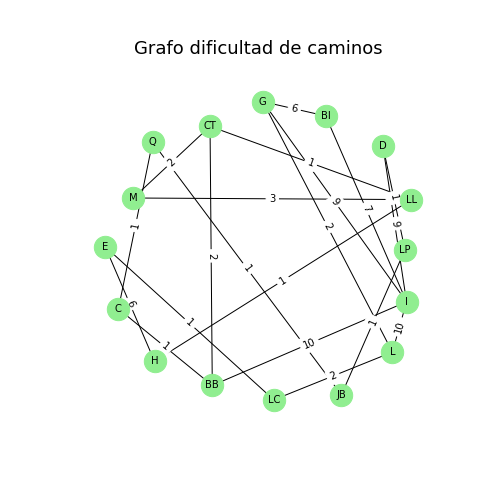 Grafo dificultad de caminos
G 6 BI
CT
Q D
2 1
M 3 9 1 LL
7
1 2 9
E 2 LP
1 1
6 I
C 1 1 10
H 1 10 L
BB 2
LC JB